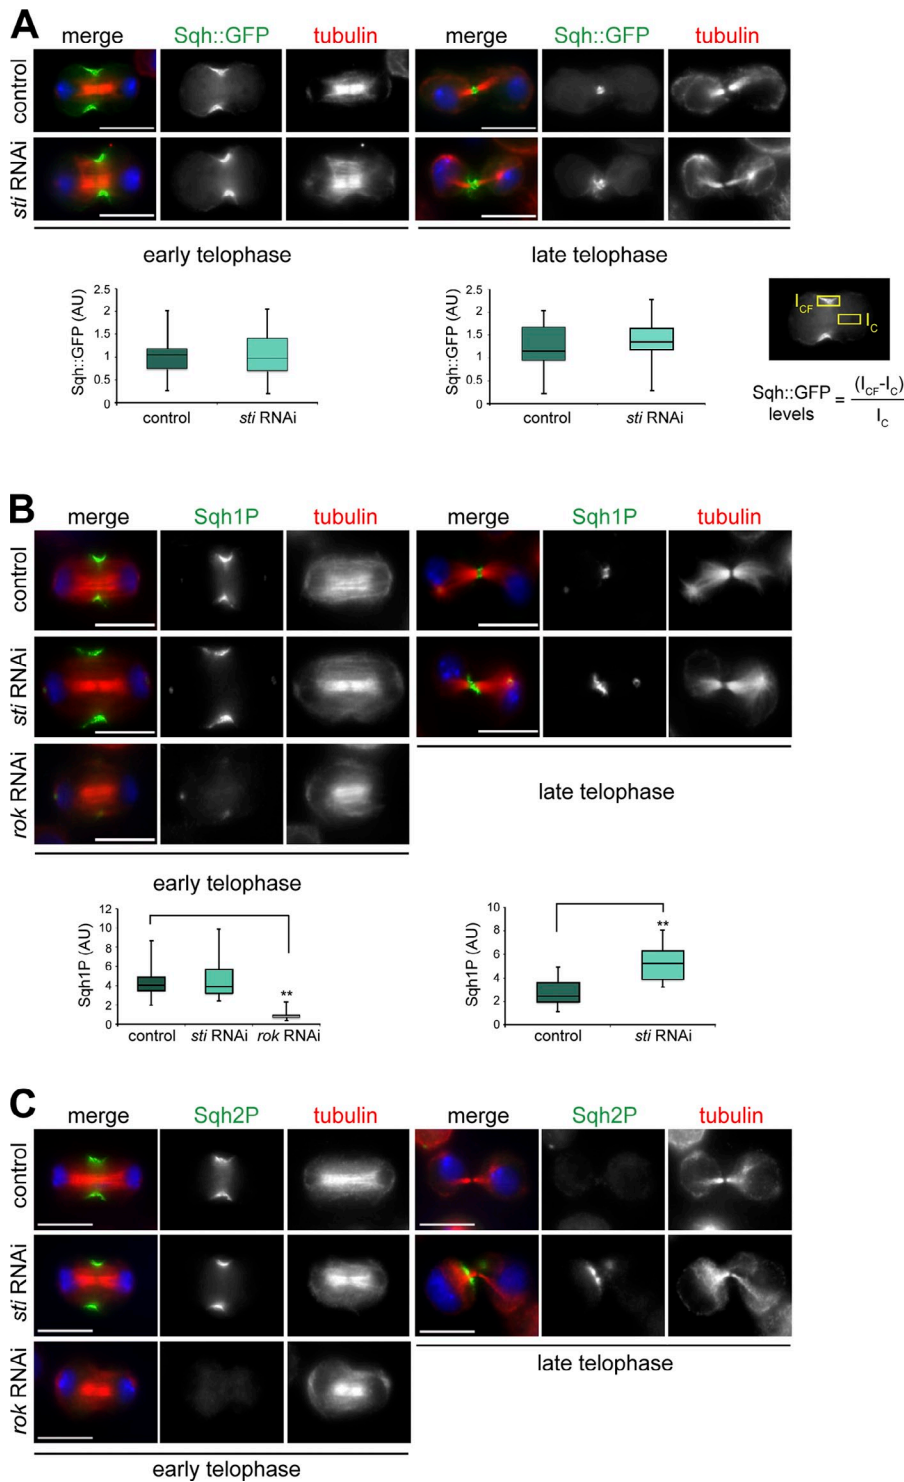 A
merge Sqh::GFP tubulin merge Sqh::GFP tubulin
control
sti RNAi
early telophase late telophase
Sqh::GFP (AU)
2.5
2
1.5
1
0.5
0
control sti RNAi
Sqh::GFP (AU)
2.5
2
1.5
1
0.5
0
control sti RNAi
ICF
IC
Sqh::GFP levels = (ICF-IC)
IC
B
merge Sqh1P tubulin merge Sqh1P tubulin
control
sti RNAi
rok RNAi
late telophase
early telophase
Sqh1P (AU)
12
10
8
6
4
2
0
**
control sti RNAi rok RNAi
Sqh1P (AU)
10
8
6
4
2
0
**
control sti RNAi
C
merge Sqh2P tubulin merge Sqh2P tubulin
control
sti RNAi
rok RNAi
late telophase
early telophase